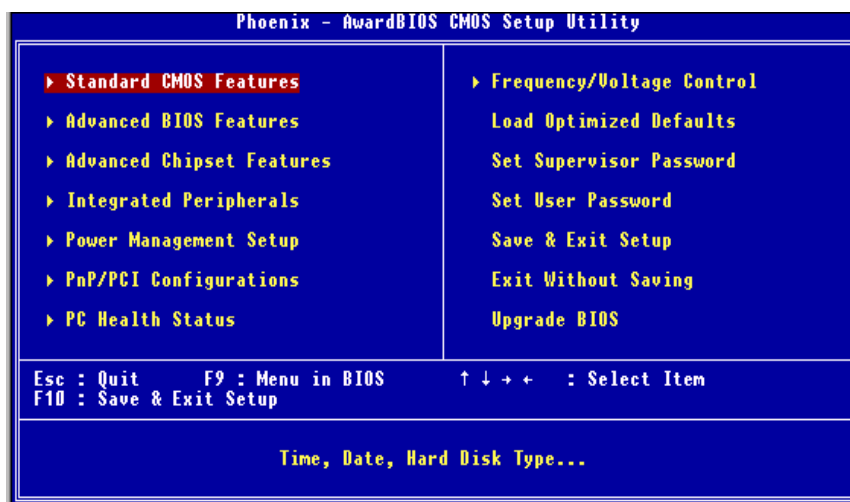 Phoenix - AwardBIOS CMOS Setup Utility
Standard CMOS Features
Advanced BIOS Features
Advanced Chipset Features
Integrated Peripherals
Power Management Setup
PnP/PCI Configurations
PC Health Status
Frequency/Voltage Control
Load Optimized Defaults
Set Supervisor Password
Set User Password
Save & Exit Setup
Exit Without Saving
Upgrade BIOS
Esc : Quit F9 : Menu in BIOS ↑ ↓ → ← : Select Item
F10 : Save & Exit Setup
Time, Date, Hard Disk Type...